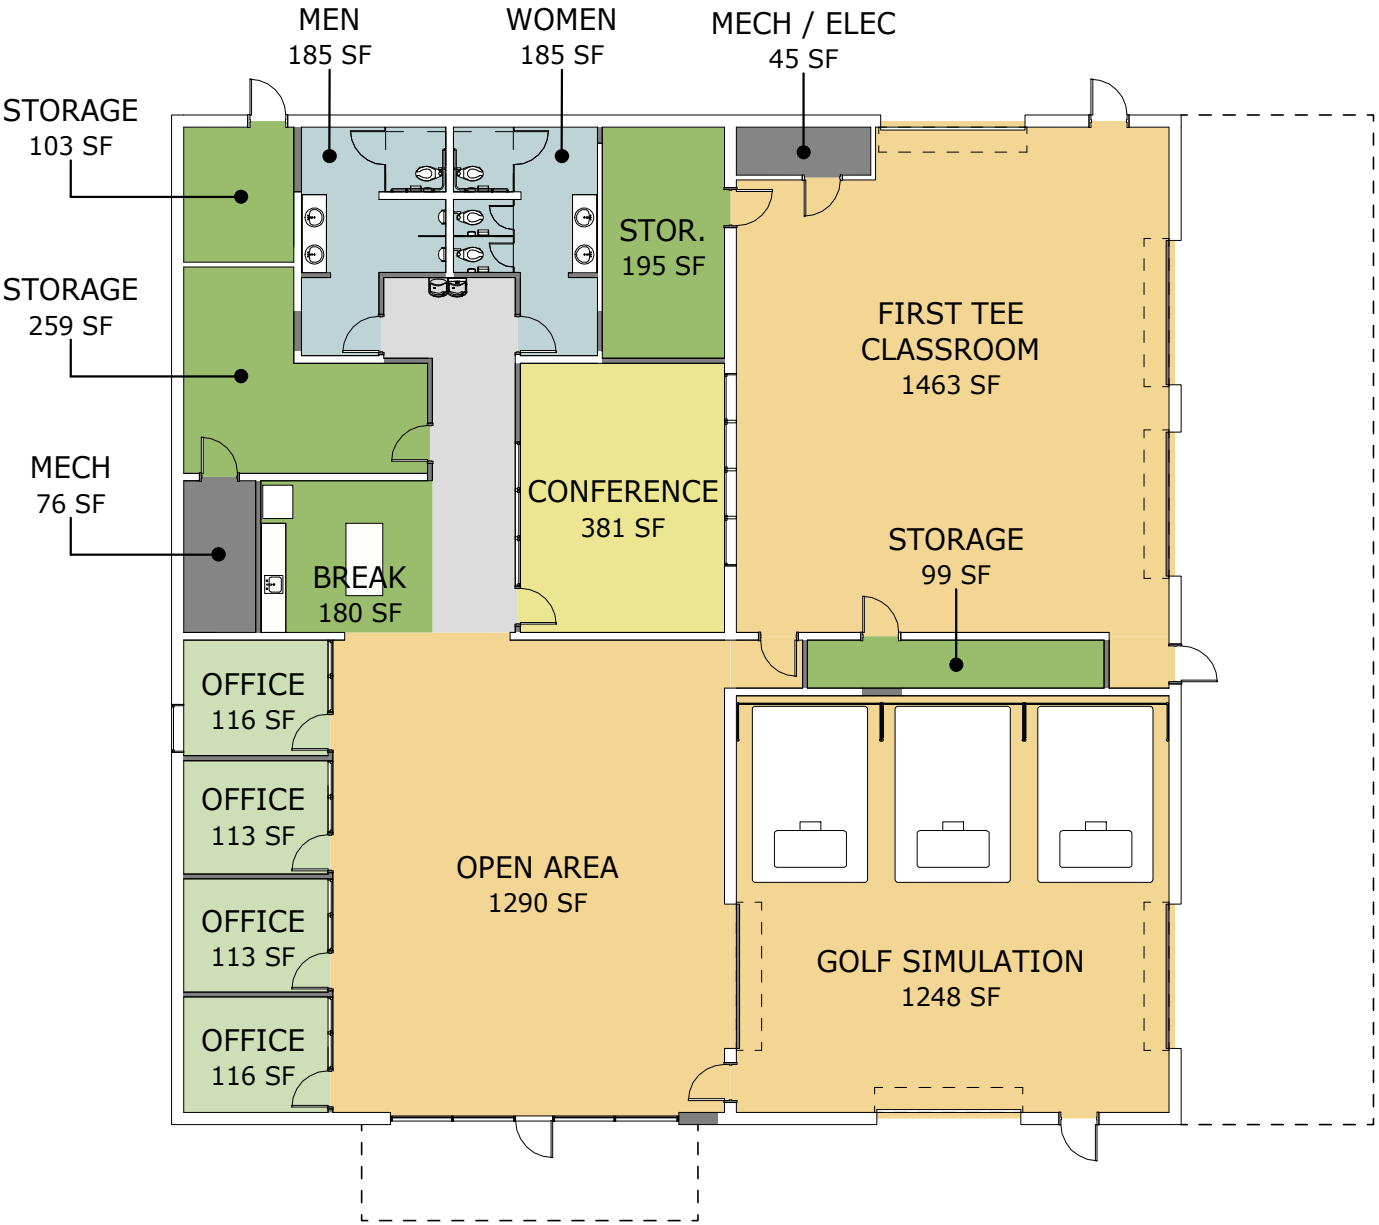 MEN
185 SF
WOMEN
185 SF
MECH / ELEC
45 SF
STORAGE
103 SF
STOR.
195 SF
STORAGE
259 SF
FIRST TEE
CLASSROOM
1463 SF
MECH
76 SF
CONFERENCE
381 SF
STORAGE
99 SF
BREAK
180 SF
OFFICE
116 SF
OFFICE
113 SF
OPEN AREA
1290 SF
OFFICE
113 SF
GOLF SIMULATION
1248 SF
OFFICE
116 SF